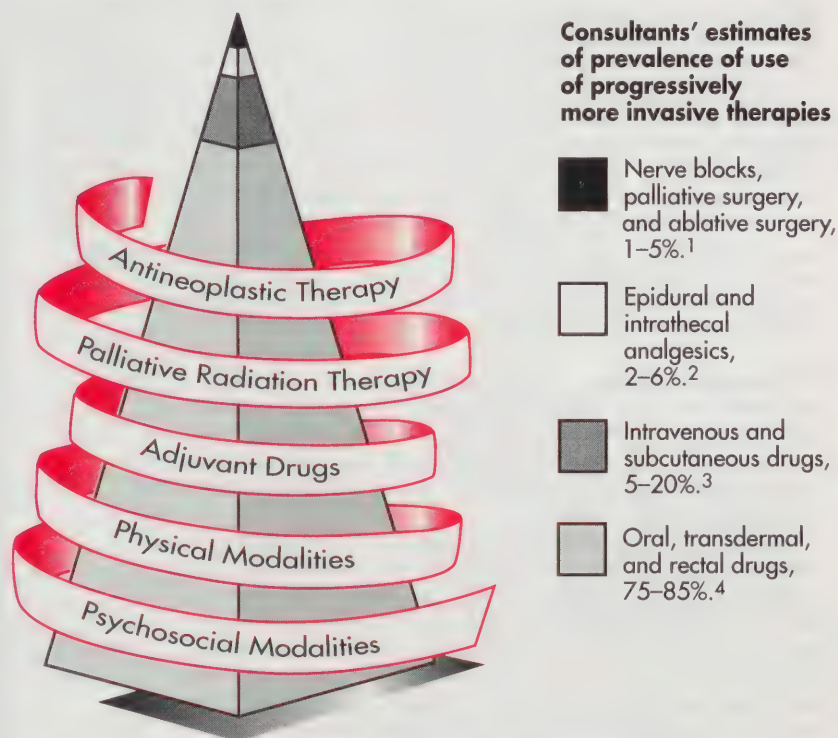 Antineoplastic Therapy
Palliative Radiation Therapy
Adjuvant Drugs
Physical Modalities
Psychosocial Modalities
Consultants’ estimates
of prevalence of use
of progressively
more invasive therapies
Nerve blocks,
palliative surgery,
and ablative surgery,
1–5%.1
Epidural and
intrathecal
analgesics,
2–6%.2
Intravenous and
subcutaneous drugs,
5–20%.3
Oral, transdermal,
and rectal drugs,
75–85%.4